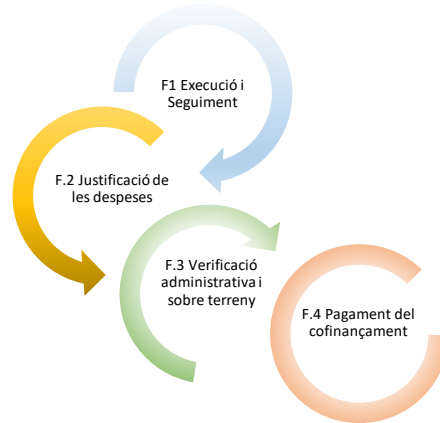 F1 Execució i
Seguiment
F.2 Justificació de
les despeses
F.3 Verificació
administrativa i
sobre terreny
F.4 Pagament del
cofinançament